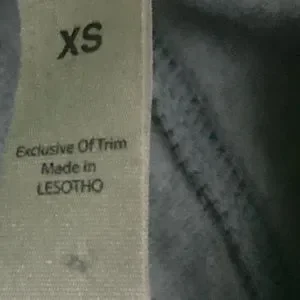 XS
Exclusive Of Trim
Made in
LESOTHO